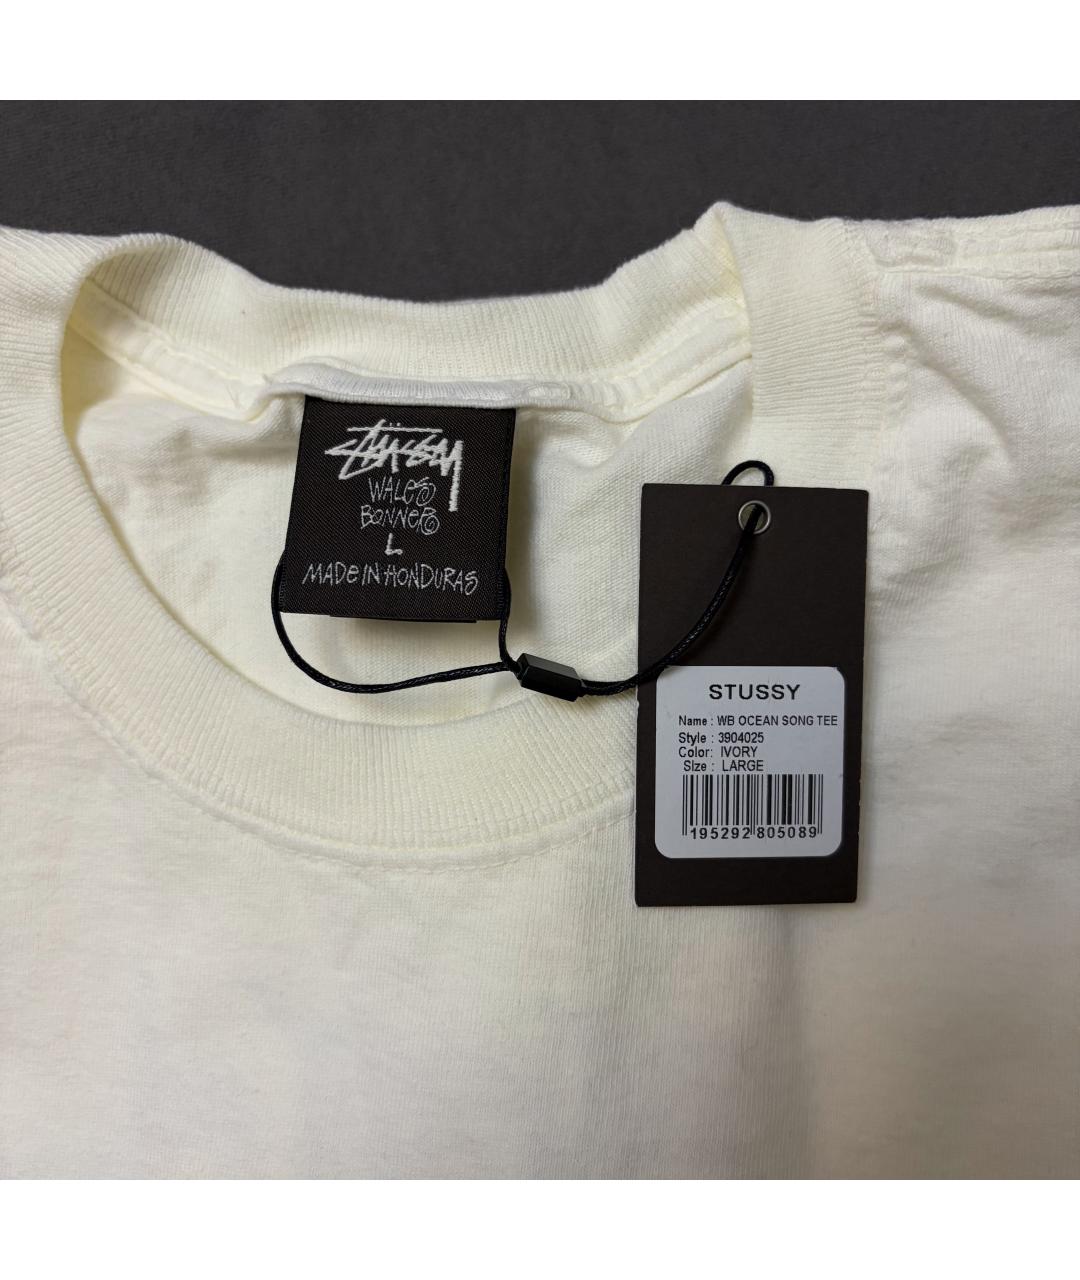 STÜSSY
WALES
BONNER
L
MADE IN HONDURAS
STUSSY
Name : WB OCEAN SONG TEE
Style : 3904025
Color: IVORY
Size : LARGE
195292 805089